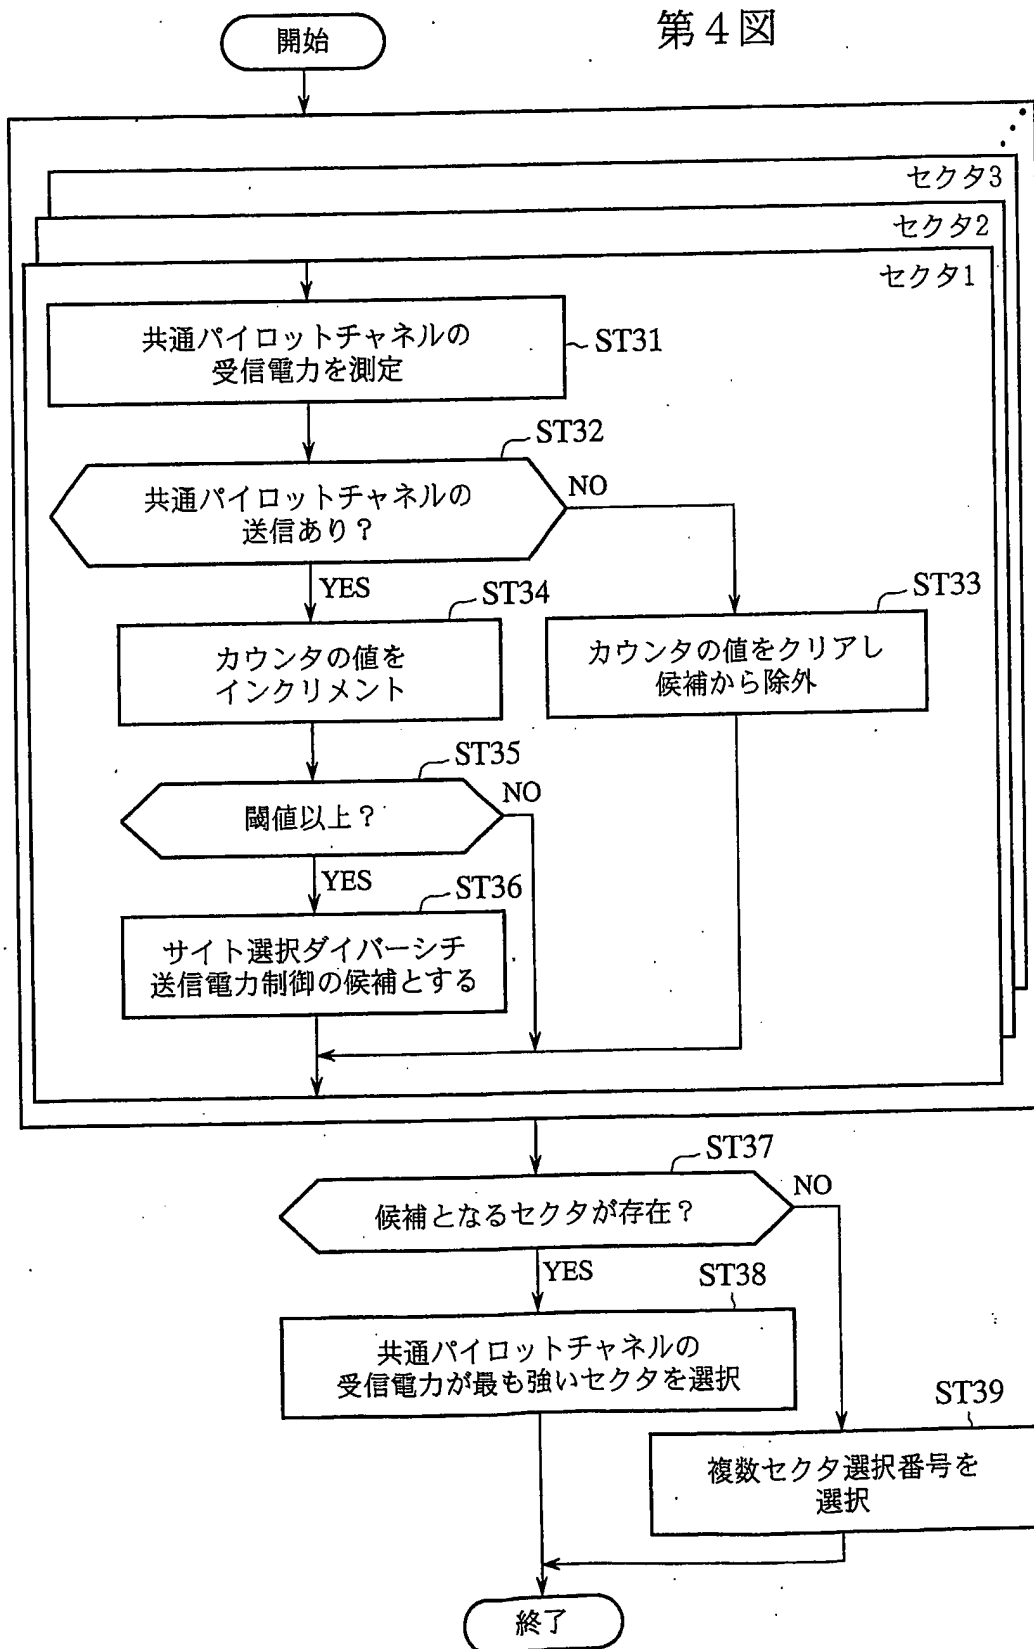 第4図
開始
セクタ3
セクタ2
セクタ1
共通パイロットチャネルの
受信電力を測定
ST31
ST32
共通パイロットチャネルの
送信あり？
NO
YES
ST34
ST33
カウンタの値を
インクリメント
カウンタの値をクリアし
候補から除外
ST35
閾値以上？
NO
YES
ST36
サイト選択ダイバーシチ
送信電力制御の候補とする
ST37
候補となるセクタが存在？
NO
YES
ST38
共通パイロットチャネルの
受信電力が最も強いセクタを選択
ST39
複数セクタ選択番号を
選択
終了